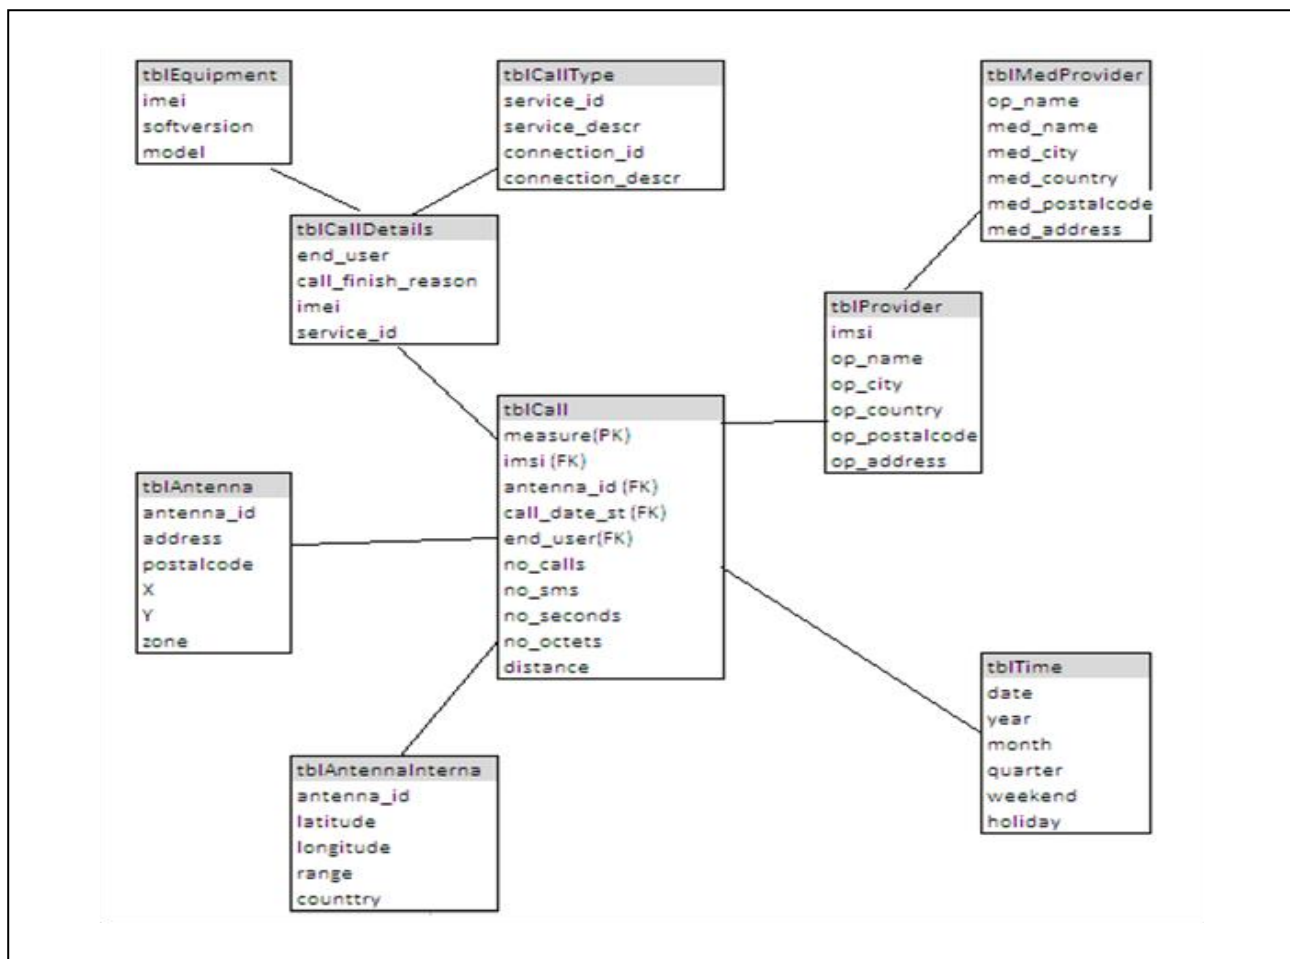 tblEquipment
imei
softversion
model
tblCallType
service_id
service_descr
connection_id
connection_descr
tblMedProvider
op_name
med_name
med_city
med_country
med_postalcode
med_address
tblCallDetails
end_user
call_finish_reason
imei
service_id
tblProvider
imsi
op_name
op_city
op_country
op_postalcode
op_address
tblCall
measure(PK)
imsi (FK)
antenna_id (FK)
call_date_st (FK)
end_user(FK)
no_calls
no_sms
no_seconds
no_octets
distance
tblAntenna
antenna_id
address
postalcode
X
Y
zone
tblTime
date
year
month
quarter
weekend
holiday
tblAntennaInterna
antenna_id
latitude
longitude
range
counttry